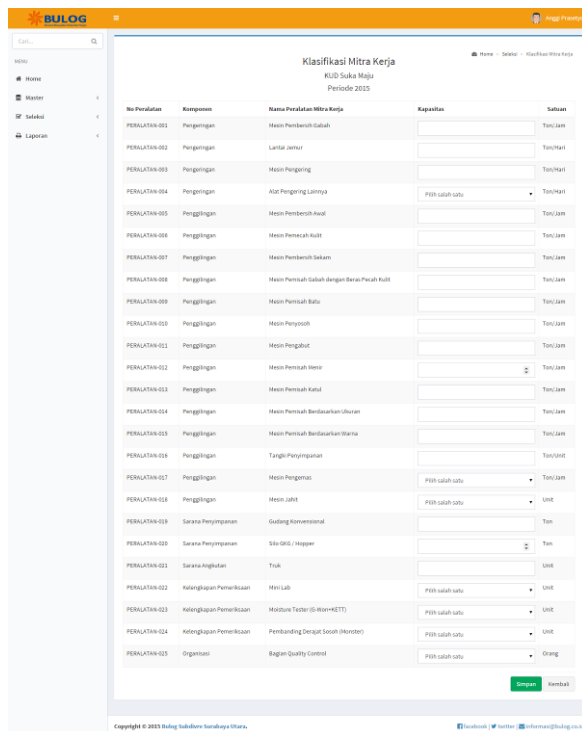 BULOG
Anggi Prasetyo
Cari...
MENU
Home
Master
Seleksi
Laporan
Home > Seleksi > Klasifikasi Mitra Kerja
Klasifikasi Mitra Kerja
KUD Suka Maju
Periode 2015
No Peralatan Komponen Nama Peralatan Mitra Kerja Kapasitas Satuan
PERALATAN-001 Pengeringan Mesin Pembersih Gabah Ton/Jam
PERALATAN-002 Pengeringan Lantai Jemur Ton/Hari
PERALATAN-003 Pengeringan Mesin Pengering Ton/Hari
PERALATAN-004 Pengeringan Alat Pengering Lainnya Pilih salah satu Ton/Hari
PERALATAN-005 Penggilingan Mesin Pembersih Awal Ton/Jam
PERALATAN-006 Penggilingan Mesin Pemecah Kulit Ton/Jam
PERALATAN-007 Penggilingan Mesin Pembersih Sekam Ton/Jam
PERALATAN-008 Penggilingan Mesin Pemisah Gabah dengan Beras Pecah Kulit Ton/Jam
PERALATAN-009 Penggilingan Mesin Pemisah Batu Ton/Jam
PERALATAN-010 Penggilingan Mesin Penyosoh Ton/Jam
PERALATAN-011 Penggilingan Mesin Pengabut Ton/Jam
PERALATAN-012 Penggilingan Mesin Pemisah Menir Ton/Jam
PERALATAN-013 Penggilingan Mesin Pemisah Katul Ton/Jam
PERALATAN-014 Penggilingan Mesin Pemisah Berdasarkan Ukuran Ton/Jam
PERALATAN-015 Penggilingan Mesin Pemisah Berdasarkan Warna Ton/Jam
PERALATAN-016 Penggilingan Tangki Penyimpanan Ton/Unit
PERALATAN-017 Penggilingan Mesin Pengemas Pilih salah satu Ton/Jam
PERALATAN-018 Penggilingan Mesin Jahit Pilih salah satu Unit
PERALATAN-019 Sarana Penyimpanan Gudang Konvensional Ton
PERALATAN-020 Sarana Penyimpanan Silo GKG / Hopper Ton
PERALATAN-021 Sarana Angkutan Truk Unit
PERALATAN-022 Kelengkapan Pemeriksaan Mini Lab Pilih salah satu Unit
PERALATAN-023 Kelengkapan Pemeriksaan Moisture Tester (G-Won+KETT) Pilih salah satu Unit
PERALATAN-024 Kelengkapan Pemeriksaan Pembanding Derajat Sosoh (Monster) Pilih salah satu Unit
PERALATAN-025 Organisasi Bagian Quality Control Pilih salah satu Orang
Simpan Kembali
Copyright © 2015 Bulog Subdivre Surabaya Utara. facebook | twitter | informasi@bulog.co.i